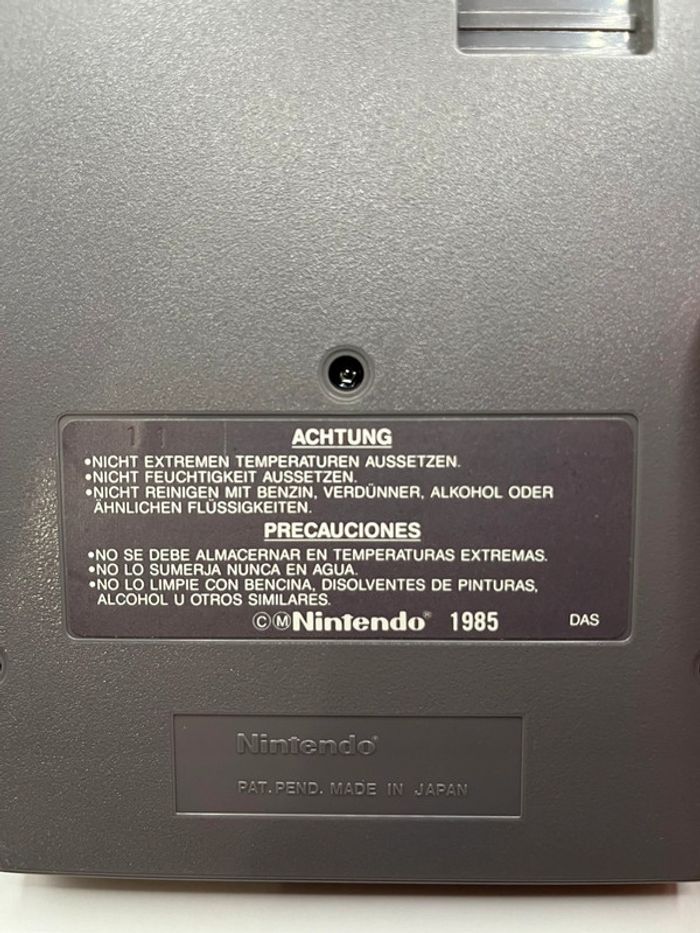 11
ACHTUNG
•NICHT EXTREMEN TEMPERATUREN AUSSETZEN.
•NICHT FEUCHTIGKEIT AUSSETZEN.
•NICHT REINIGEN MIT BENZIN, VERDÜNNER, ALKOHOL ODER
ÄHNLICHEN FLÜSSIGKEITEN.
PRECAUCIONES
•NO SE DEBE ALMACERNAR EN TEMPERATURAS EXTREMAS.
•NO LO SUMERJA NUNCA EN AGUA.
•NO LO LIMPIE CON BENCINA, DISOLVENTES DE PINTURAS,
ALCOHOL U OTROS SIMILARES.
©Ⓜ Nintendo® 1985 DAS
Nintendo®
PAT. PEND. MADE IN JAPAN